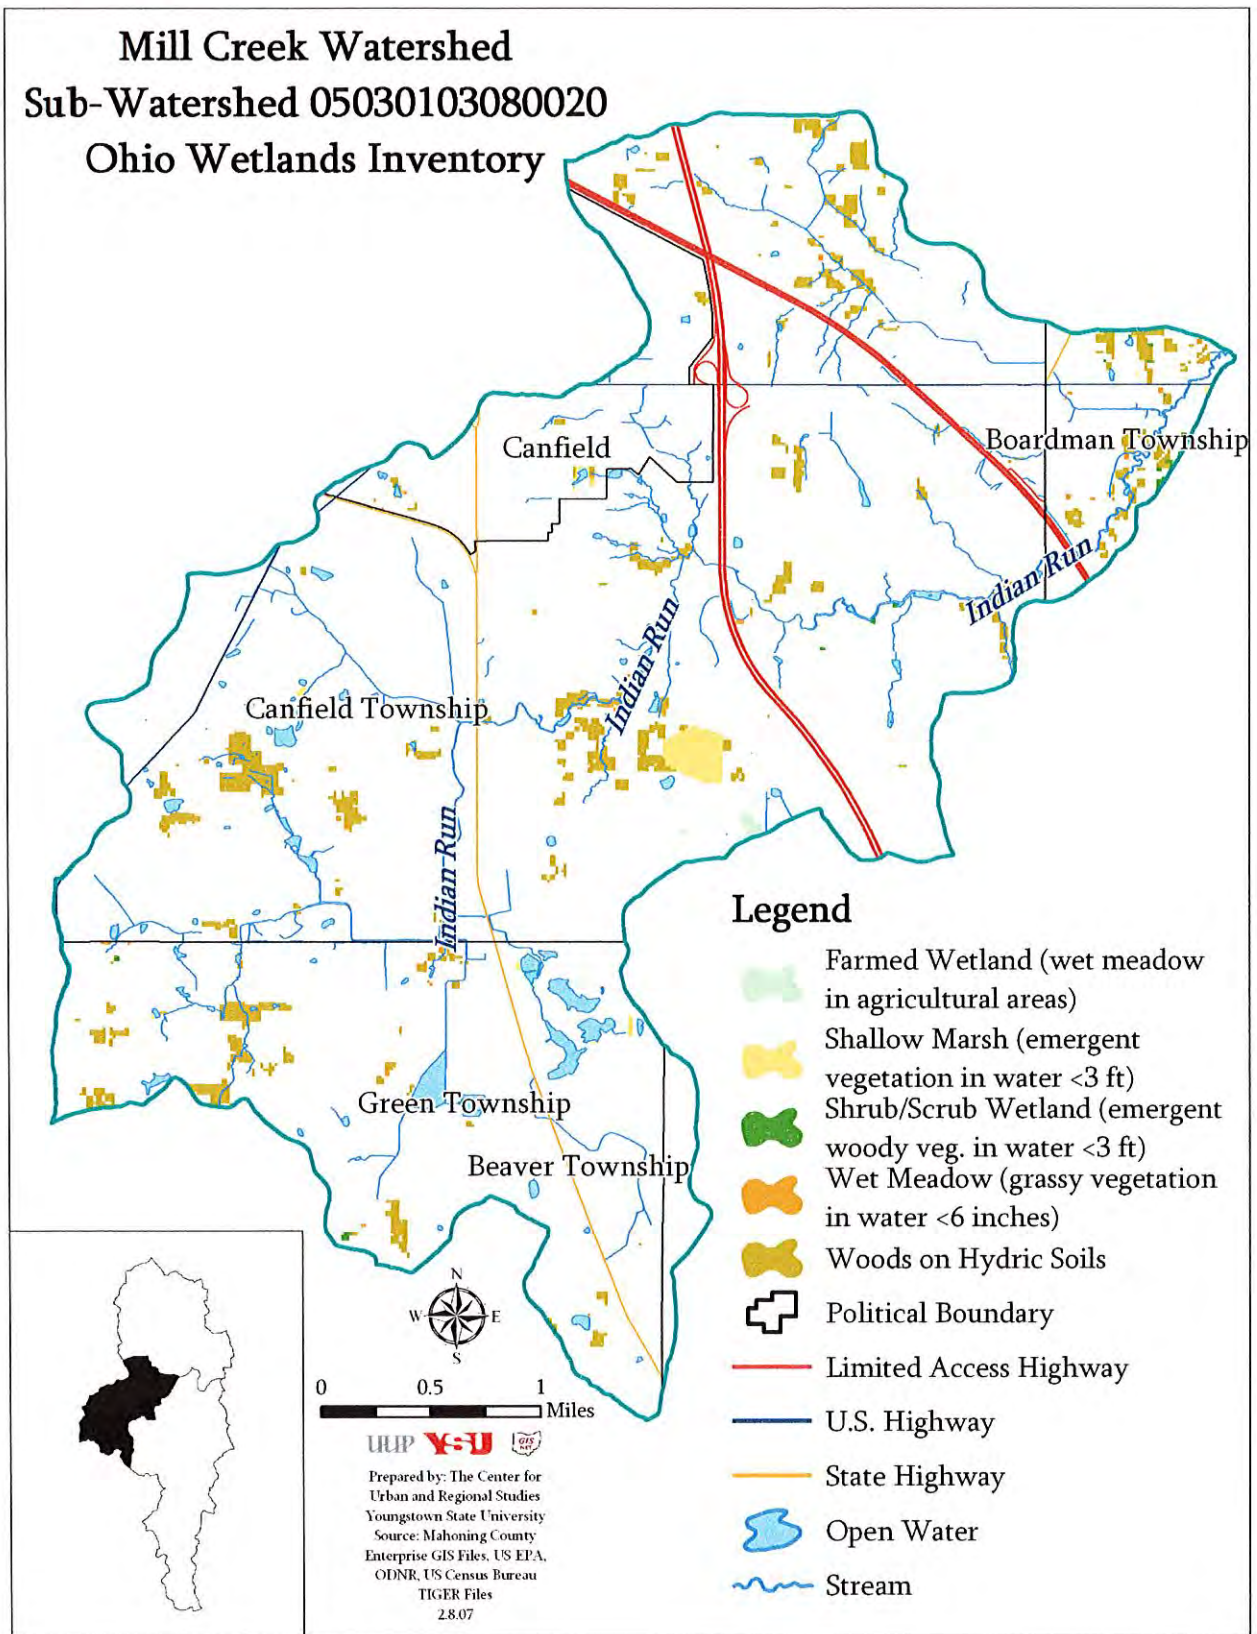 Mill Creek Watershed
Sub-Watershed 05030103080020
Ohio Wetlands Inventory
Canfield
Boardman Township
Indian Run
Indian Run
Canfield Township
Indian Run
Green Township
Beaver Township
Legend
Farmed Wetland (wet meadow
in agricultural areas)
Shallow Marsh (emergent
vegetation in water <3 ft)
Shrub/Scrub Wetland (emergent
woody veg. in water <3 ft)
Wet Meadow (grassy vegetation
in water <6 inches)
Woods on Hydric Soils
Political Boundary
Limited Access Highway
U.S. Highway
State Highway
Open Water
Stream
N
W E
S
0 0.5 1
Miles
UUP YSU GIS
Prepared by: The Center for
Urban and Regional Studies
Youngstown State University
Source: Mahoning County
Enterprise GIS Files, US EPA,
ODNR, US Census Bureau
TIGER Files
2.8.07